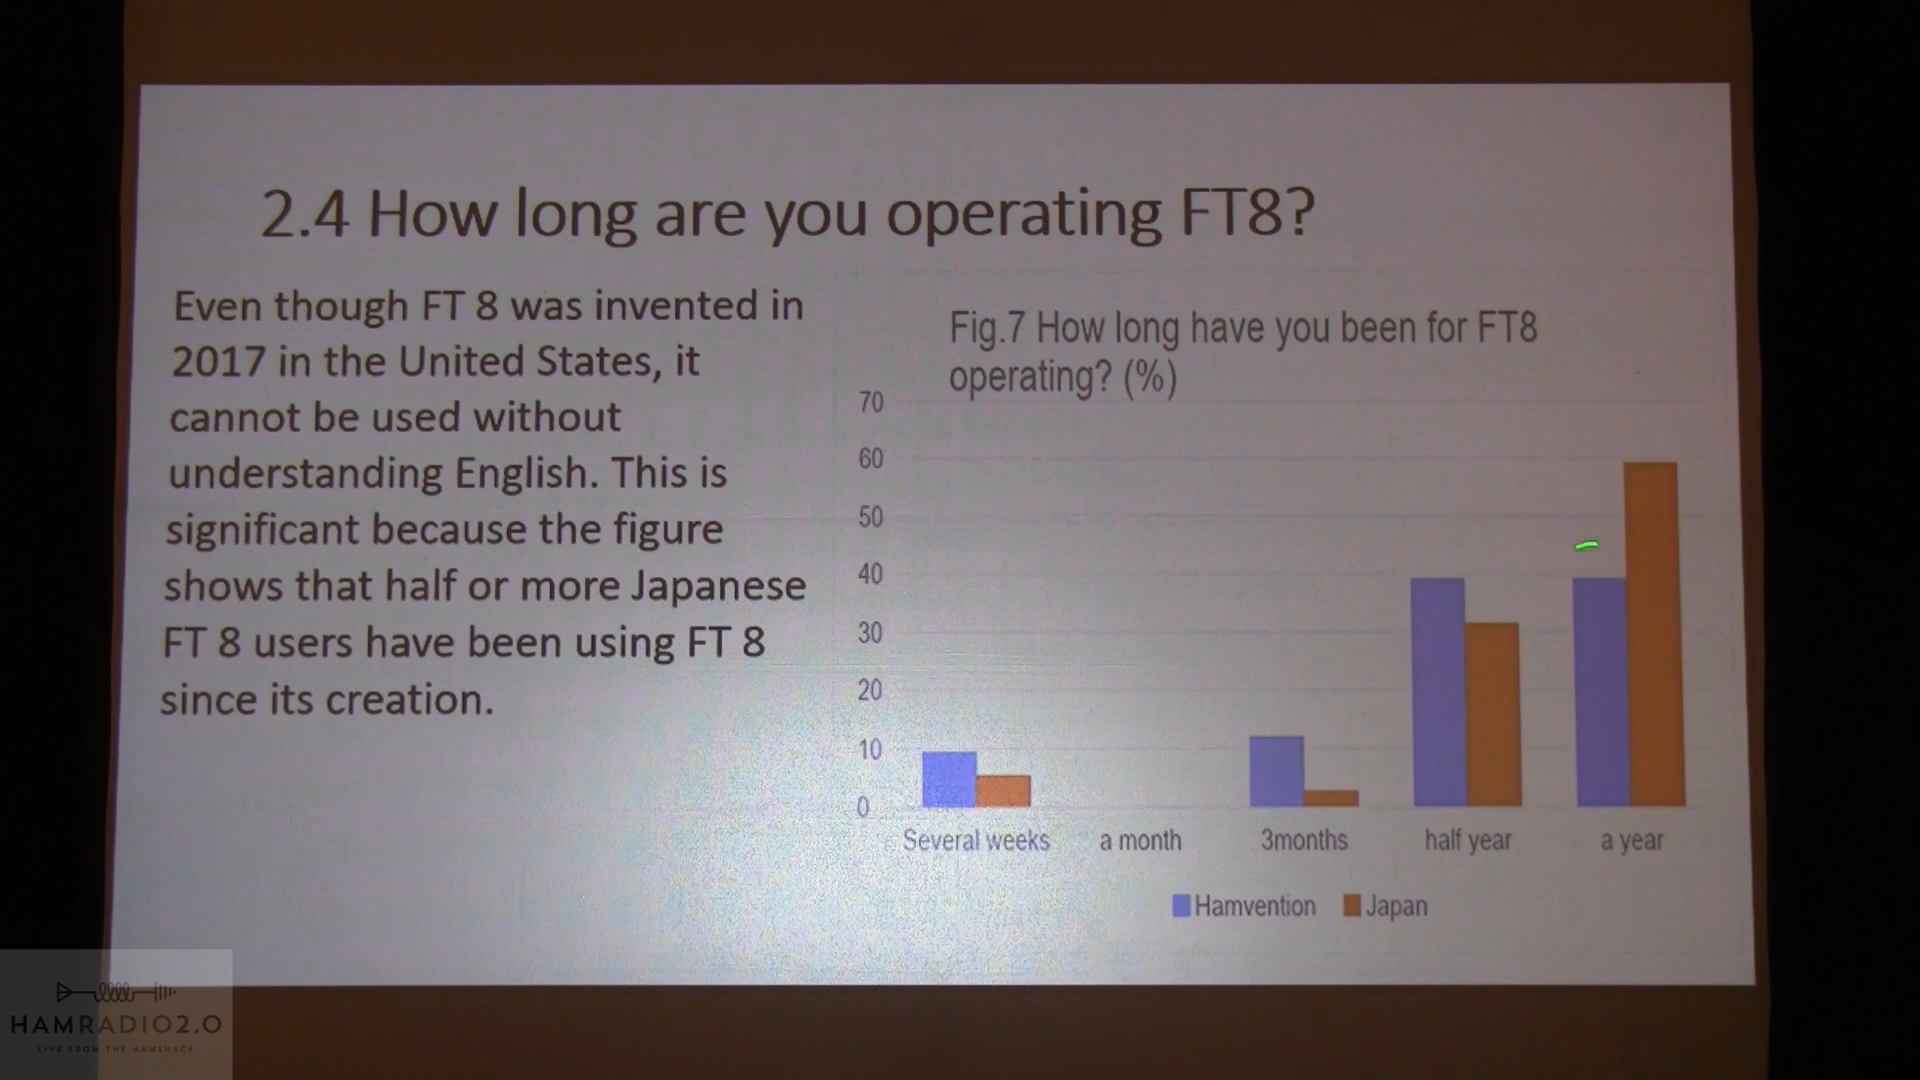 2.4 How long are you operating FT8?
Even though FT 8 was invented in
2017 in the United States, it
cannot be used without
understanding English. This is
significant because the figure
shows that half or more Japanese
FT 8 users have been using FT 8
since its creation.
Fig.7 How long have you been for FT8
operating? (%)
70
60
50
40
30
20
10
0
Several weeks a month 3months half year a year
Hamvention Japan
HAMRADIO2.0
LIVE FROM THE HAMSHACK